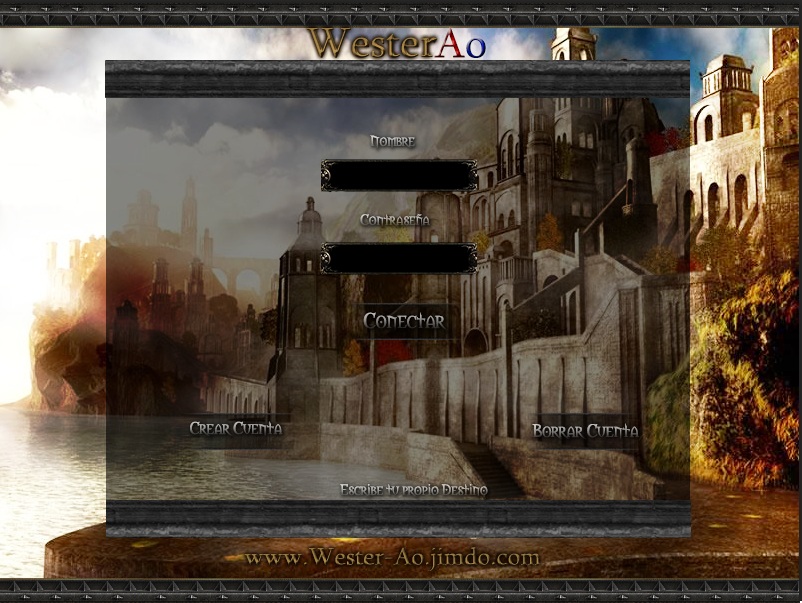 WesterAo
Nombre
Contraseña
Conectar
Crear Cuenta
Borrar Cuenta
Escribe tu propio Destino
www.Wester-Ao.jimdo.com